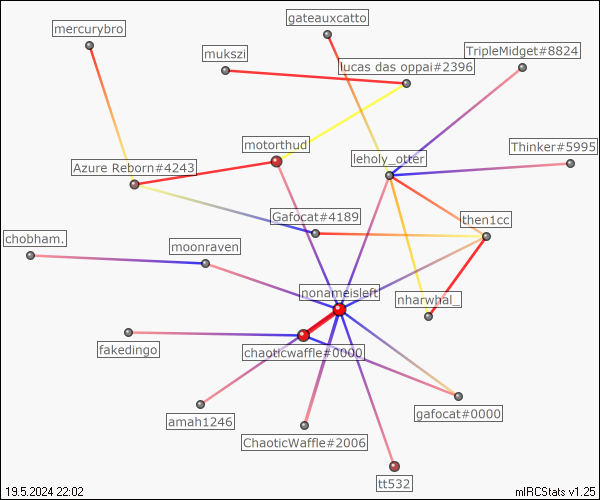 gateauxcatto
mercurybro
mukszi
TripleMidget#8824
lucas das oppai#2396
motorthud
Thinker#5995
leholy_otter
Azure Reborn#4243
Gafocat#4189
then1cc
chobham.
moonraven
nonameisleft
nharwhal_
fakedingo
chaoticwaffle#0000
amah1246
gafocat#0000
ChaoticWaffle#2006
tt532
19.5.2024 22:02
mIRCStats v1.25